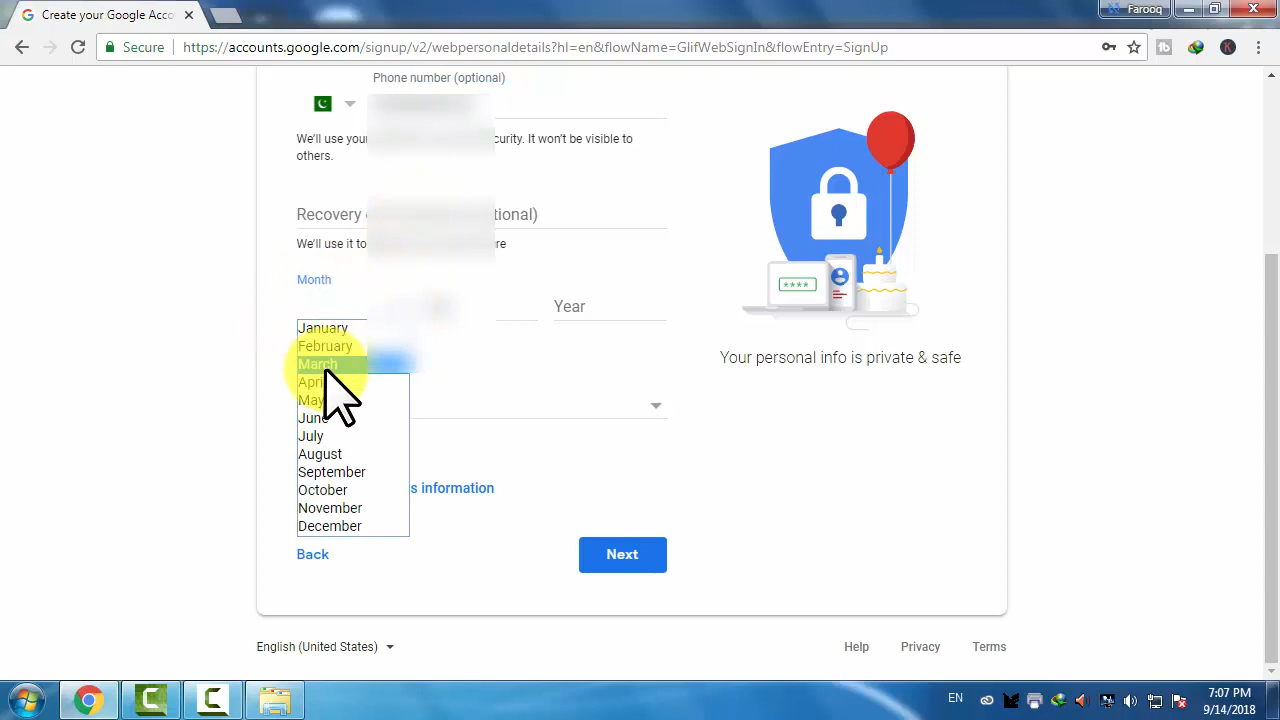 Create your Google Acco
Farooq
Secure
https://accounts.google.com/signup/v2/webpersonaldetails?hl=en&flowName=GlifWebSignIn&flowEntry=SignUp
Phone number (optional)
We'll use your curity. It won't be visible to
others.
Recovery tional)
We'll use it to re
Month
Year
January
February
March
April
May
June
July
August
September
October
November
December
s information
Back
Next
****
Your personal info is private & safe
English (United States)
Help
Privacy
Terms
EN
7:07 PM
9/14/2018